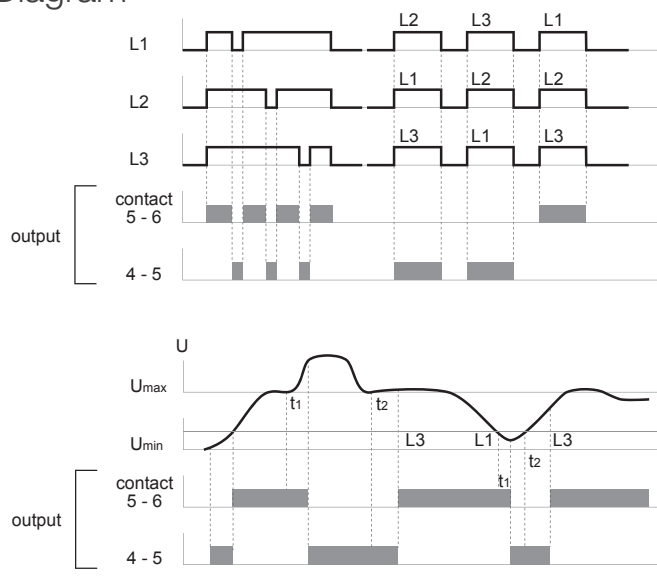 Diagram
L1
L2
L3
L1
L2
L1
L2
L2
L3
L3
L1
L3
contact
5 - 6
output
4 - 5
U
Umax
t1
t2
Umin
L3
L1
L3
t2
t1
contact
5 - 6
output
4 - 5